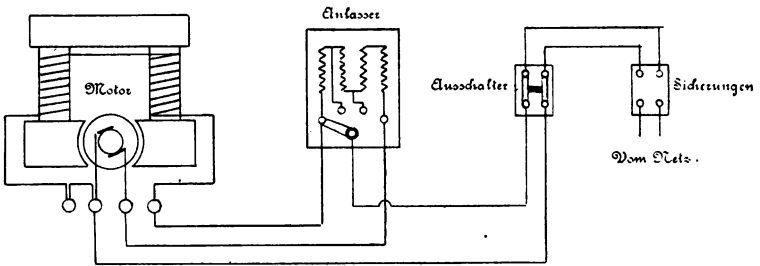 Anlasser
Motor
Ausschalter
Sicherungen
Vom Netz.